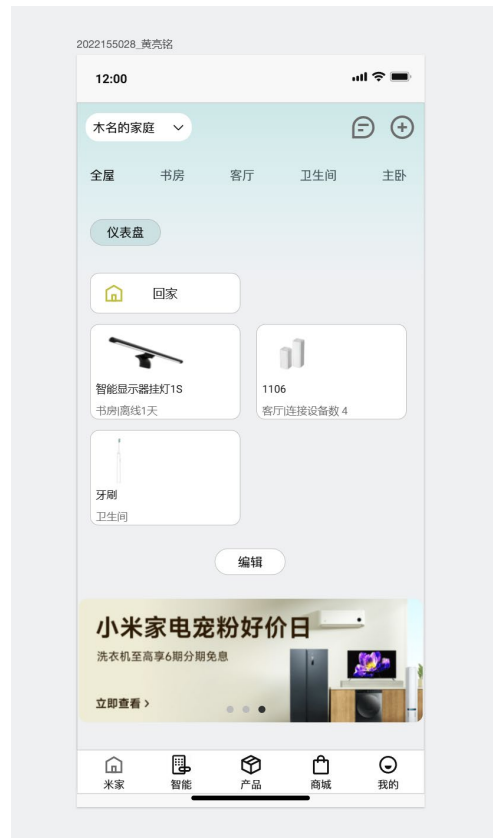 2022155028_黄亮铭
12:00
木名的家庭
全屋 书房 客厅 卫生间 主卧
仪表盘
回家
智能显示器挂灯1S
书房|离线1天
1106
客厅|连接设备数 4
牙刷
卫生间
编辑
小米家电宠粉好价日
洗衣机至高享6期分期免息
立即查看 >
米家 智能 产品 商城 我的